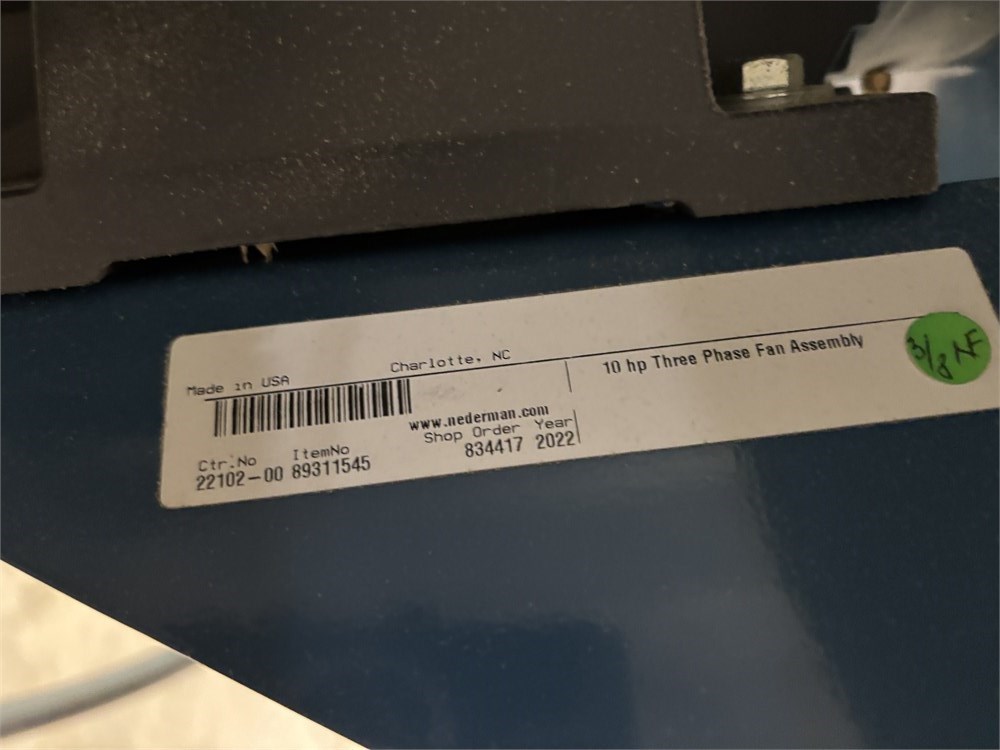 Made in USA
Charlotte, NC
10 hp Three Phase Fan Assembly
www.nederman.com
Shop Order Year
834417 2022
Ctr.No ItemNo
22102-00 89311545
3/8 NF